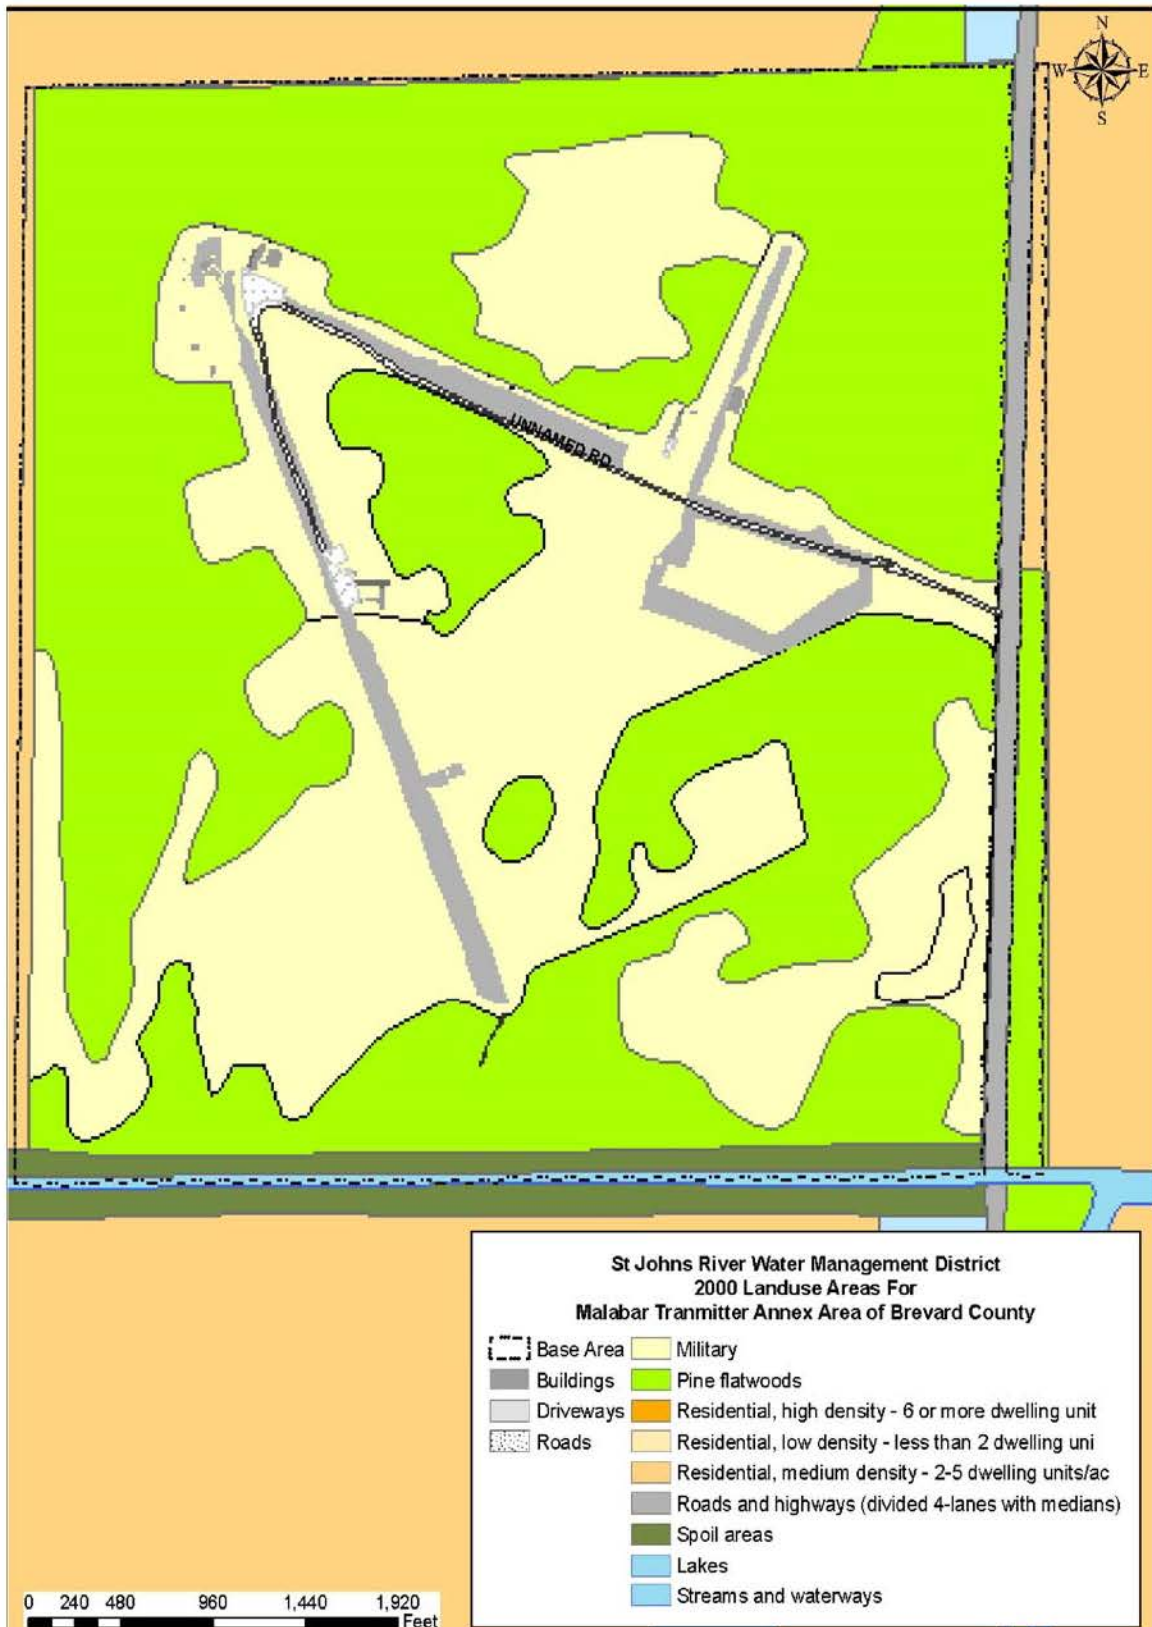 N
W E
S
UNNAMED RD
St Johns River Water Management District
2000 Landuse Areas For
Malabar Tranmitter Annex Area of Brevard County
Base Area
Buildings
Driveways
Roads
Military
Pine flatwoods
Residential, high density - 6 or more dwelling unit
Residential, low density - less than 2 dwelling uni
Residential, medium density - 2-5 dwelling units/ac
Roads and highways (divided 4-lanes with medians)
Spoil areas
Lakes
Streams and waterways
0 240 480 960 1,440 1,920
Feet